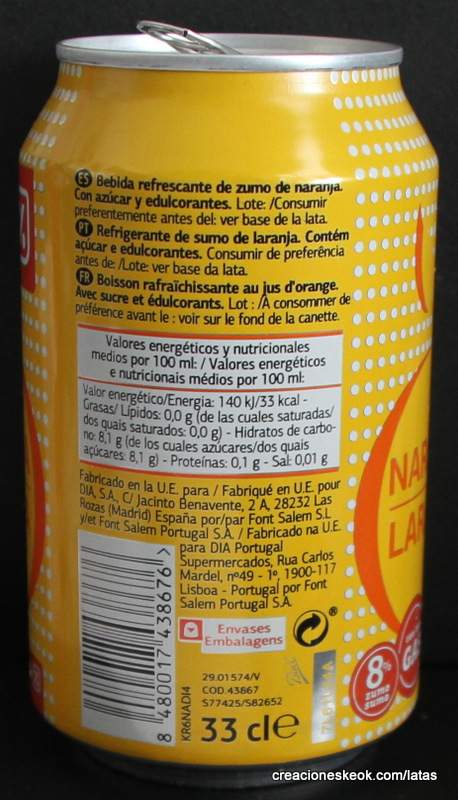 ES Bebida refrescante de zumo de naranja.
Con azúcar y edulcorantes. Lote: /Consumir
preferentemente antes del: ver base de la lata.
PT Refrigerante de sumo de laranja. Contém
açúcar e edulcorantes. Consumir de preferência
antes de: /Lote: ver base da lata.
FR Boisson rafraîchissante au jus d'orange.
Avec sucre et édulcorants. Lot : /À consommer de
préférence avant le : voir sur le fond de la canette.
Valores energéticos y nutricionales
medios por 100 ml: / Valores energéticos
e nutricionais médios por 100 ml:
Valor energético/Energia: 140 kJ/33 kcal -
Grasas/ Lípidos: 0,0 g (de las cuales saturadas/
dos quais saturados: 0,0 g) - Hidratos de carbo-
no: 8,1 g (de los cuales azúcares/dos quais
açúcares: 8,1 g) - Proteínas: 0,1 g - Sal: 0,01 g
Fabricado en la U.E. para / Fabriqué en U.E. pour
DIA, S.A., C/ Jacinto Benavente, 2 A, 28232 Las
Rozas (Madrid) España por/par Font Salem S.L
y/et Font Salem Portugal S.A. / Fabricado na U.E.
para DIA Portugal
Supermercados, Rua Carlos
Mardel, nº49 - 1º, 1900-117
Lisboa - Portugal por Font
Salem Portugal S.A.
Envases
Embalagens
8 480017 438676 >
KR6NADI4
29.01574/V
COD.43867
S77425/S82652
33 cl e
NA
LA
8%
zumo
sumo
GA
creacioneskeok.com/latas